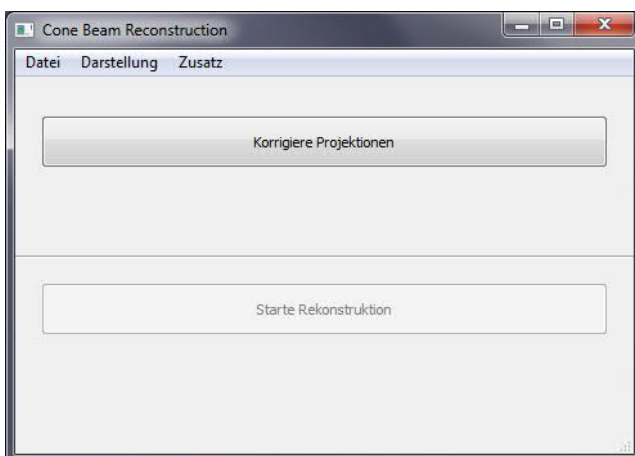 Cone Beam Reconstruction
Datei Darstellung Zusatz
Korrigiere Projektionen
Starte Rekonstruktion